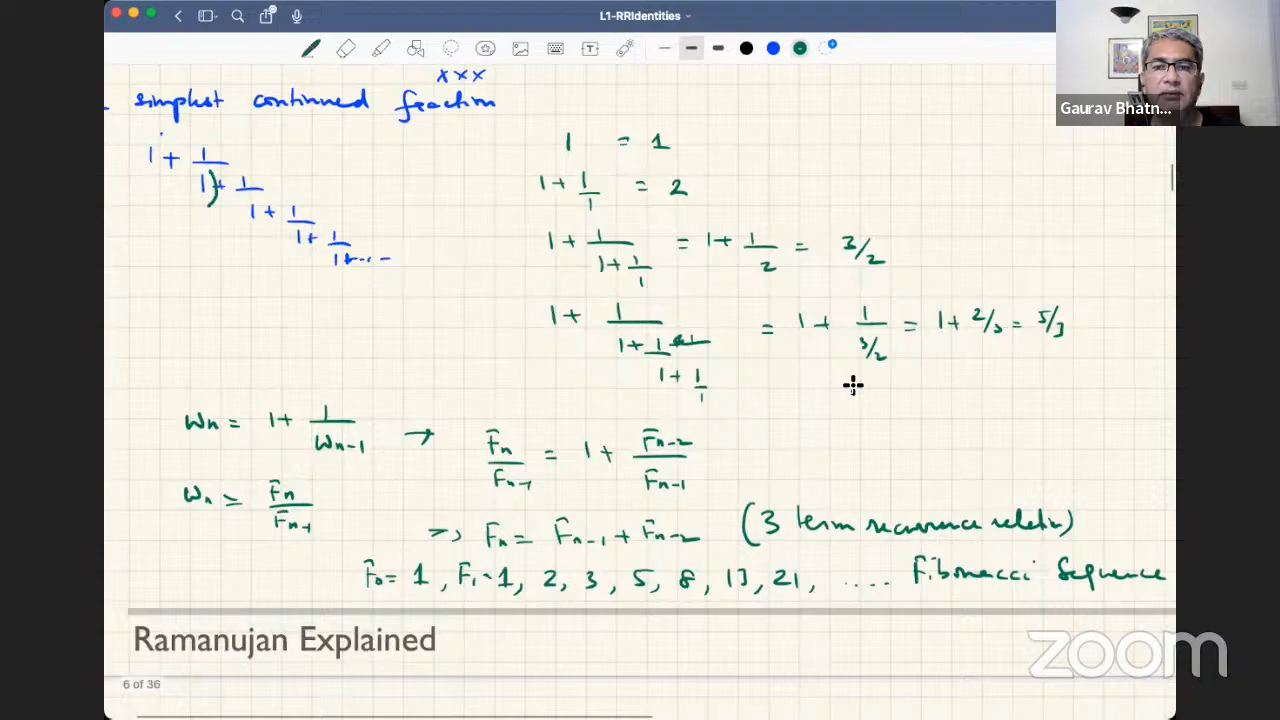 L1-RRIdentities
Gaurav Bhatn...
x x x
simplest continued fraction
1 + 1/(1 + 1/(1 + 1/(1 + 1/(1 + ...
1 = 1
1 + 1/1 = 2
1 + 1/(1 + 1/1) = 1 + 1/2 = 3/2
1 + 1/(1 + 1/(1 + 1/1)) = 1 + 1/(3/2) = 1 + 2/3 = 5/3
Wn = 1 + 1/Wn-1 → Fn/Fn-1 = 1 + Fn-2/Fn-1
Wn = Fn/Fn-1
=> Fn = Fn-1 + Fn-2 (3 term recurrence relation)
F0 = 1, F1 = 1, 2, 3, 5, 8, 13, 21, .... Fibonacci Sequence
Ramanujan Explained
zoom
6 of 36